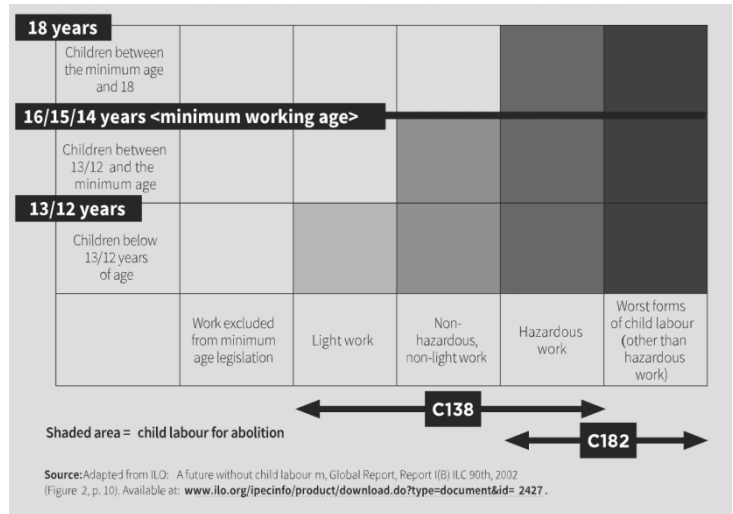 18 years
Children between
the minimum age
and 18
16/15/14 years <minimum working age>
Children between
13/12 and the
minimum age
13/12 years
Children below
13/12 years
of age
Work excluded
from minimum
age legislation
Light work
Non-
hazardous,
non-light work
Hazardous
work
Worst forms
of child labour
(other than
hazardous
work)
C138
C182
Shaded area = child labour for abolition
Source: Adapted from ILO: A future without child labour m, Global Report, Report I(B) ILC 90th, 2002
(Figure 2, p. 10). Available at: www.ilo.org/ipecinfo/product/download.do?type=document&id= 2427 .